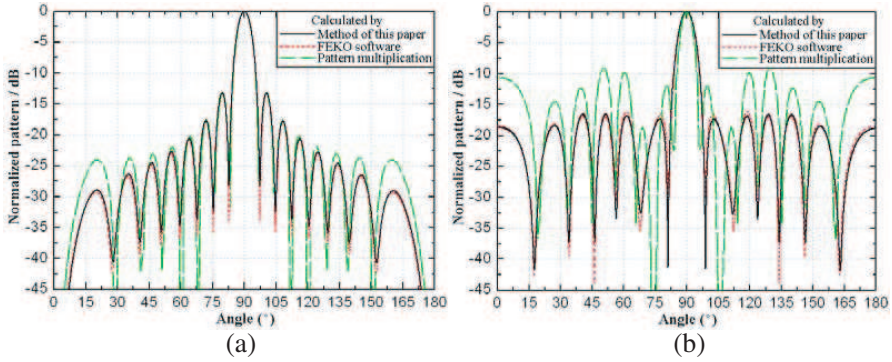 Calculated by
Method of this paper
FEKO software
Pattern multiplication
Normalized pattern / dB
0
-5
-10
-15
-20
-25
-30
-35
-40
-45
0 15 30 45 60 75 90 105 120 135 150 165 180
Angle (°)
(a)
Calculated by
Method of this paper
FEKO software
Pattern multiplication
Normalized pattern / dB
0
-5
-10
-15
-20
-25
-30
-35
-40
-45
0 15 30 45 60 75 90 105 120 135 150 165 180
Angle (°)
(b)